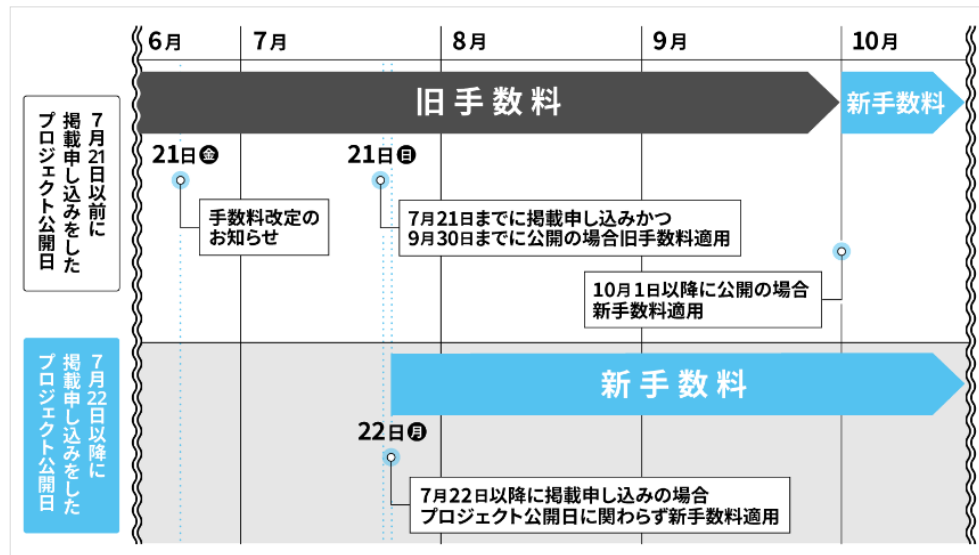 6月
7月
8月
9月
10月
7月21日以前に
掲載申し込みをした
プロジェクト公開日
旧手数料
新手数料
21日金
21日日
手数料改定の
お知らせ
7月21日までに掲載申し込みかつ
9月30日までに公開の場合旧手数料適用
10月1日以降に公開の場合
新手数料適用
7月22日以降に
掲載申し込みをした
プロジェクト公開日
新手数料
22日月
7月22日以降に掲載申し込みの場合
プロジェクト公開日に関わらず新手数料適用